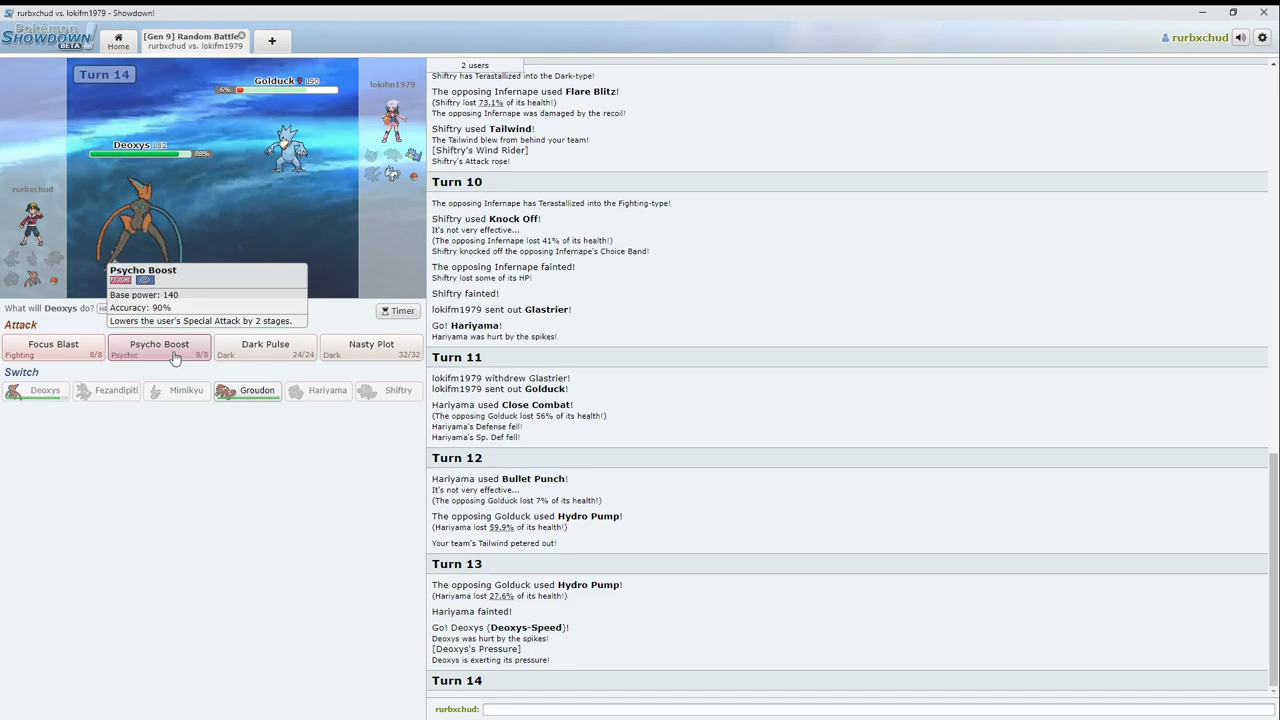 rurbxchud vs. lokifm1979 - Showdown!
Pokémon
SHOWDOWN
BETA
Home
[Gen 9] Random Battle
rurbxchud vs. lokifm1979
rurbxchud
Turn 14
Golduck L90
6%
lokifm1979
Deoxys L82
88%
rurbxchud
Psycho Boost
PSYCHC
Base power: 140
Accuracy: 90%
Lowers the user's Special Attack by 2 stages.
What will Deoxys do?
Timer
Attack
Focus Blast
Fighting 8/8
Psycho Boost
Psychic 8/8
Dark Pulse
Dark 24/24
Nasty Plot
Dark 32/32
Switch
Deoxys
Fezandipiti
Mimikyu
Groudon
Hariyama
Shiftry
2 users
Shiftry has Terastallized into the Dark-type!
The opposing Infernape used Flare Blitz!
(Shiftry lost 73.1% of its health!)
The opposing Infernape was damaged by the recoil!
Shiftry used Tailwind!
The Tailwind blew from behind your team!
[Shiftry's Wind Rider]
Shiftry's Attack rose!
Turn 10
The opposing Infernape has Terastallized into the Fighting-type!
Shiftry used Knock Off!
It's not very effective...
(The opposing Infernape lost 41% of its health!)
Shiftry knocked off the opposing Infernape's Choice Band!
The opposing Infernape fainted!
Shiftry lost some of its HP!
Shiftry fainted!
lokifm1979 sent out Glastrier!
Go! Hariyama!
Hariyama was hurt by the spikes!
Turn 11
lokifm1979 withdrew Glastrier!
lokifm1979 sent out Golduck!
Hariyama used Close Combat!
(The opposing Golduck lost 56% of its health!)
Hariyama's Defense fell!
Hariyama's Sp. Def fell!
Turn 12
Hariyama used Bullet Punch!
It's not very effective...
(The opposing Golduck lost 7% of its health!)
The opposing Golduck used Hydro Pump!
(Hariyama lost 59.9% of its health!)
Your team's Tailwind petered out!
Turn 13
The opposing Golduck used Hydro Pump!
(Hariyama lost 27.6% of its health!)
Hariyama fainted!
Go! Deoxys (Deoxys-Speed)!
Deoxys was hurt by the spikes!
[Deoxys's Pressure]
Deoxys is exerting its pressure!
Turn 14
rurbxchud: